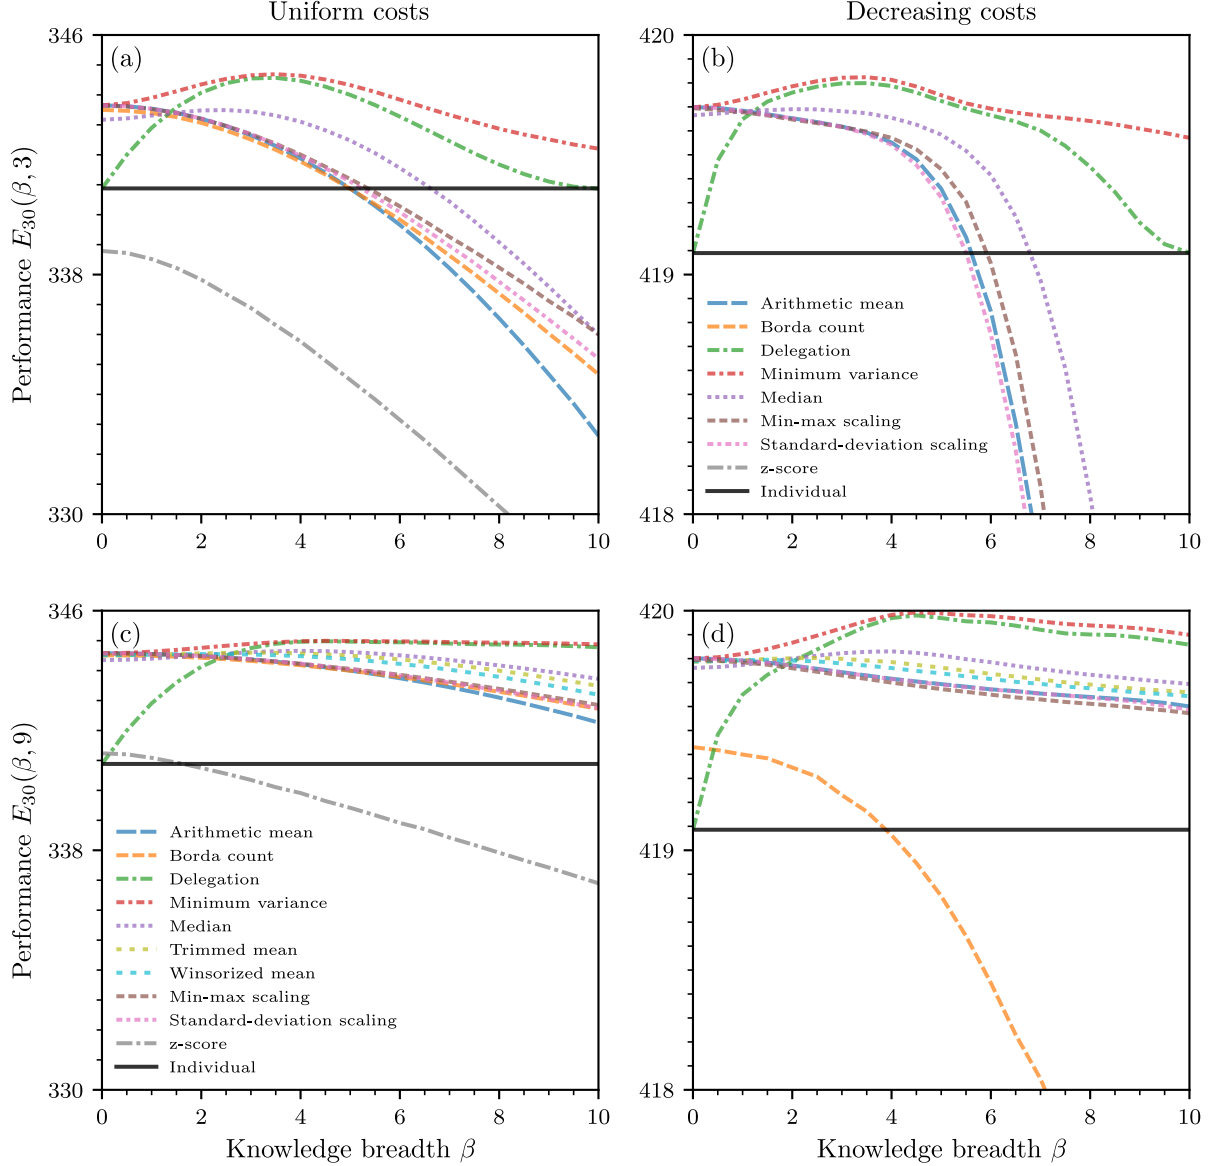 Uniform costs
Decreasing costs
Performance E30(β, 3)
346
338
330
(a)
0 2 4 6 8 10
420
419
418
(b)
Arithmetic mean
Borda count
Delegation
Minimum variance
Median
Min-max scaling
Standard-deviation scaling
z-score
Individual
0 2 4 6 8 10
Performance E30(β, 9)
346
338
330
(c)
Arithmetic mean
Borda count
Delegation
Minimum variance
Median
Trimmed mean
Winsorized mean
Min-max scaling
Standard-deviation scaling
z-score
Individual
0 2 4 6 8 10
Knowledge breadth β
420
419
418
(d)
0 2 4 6 8 10
Knowledge breadth β